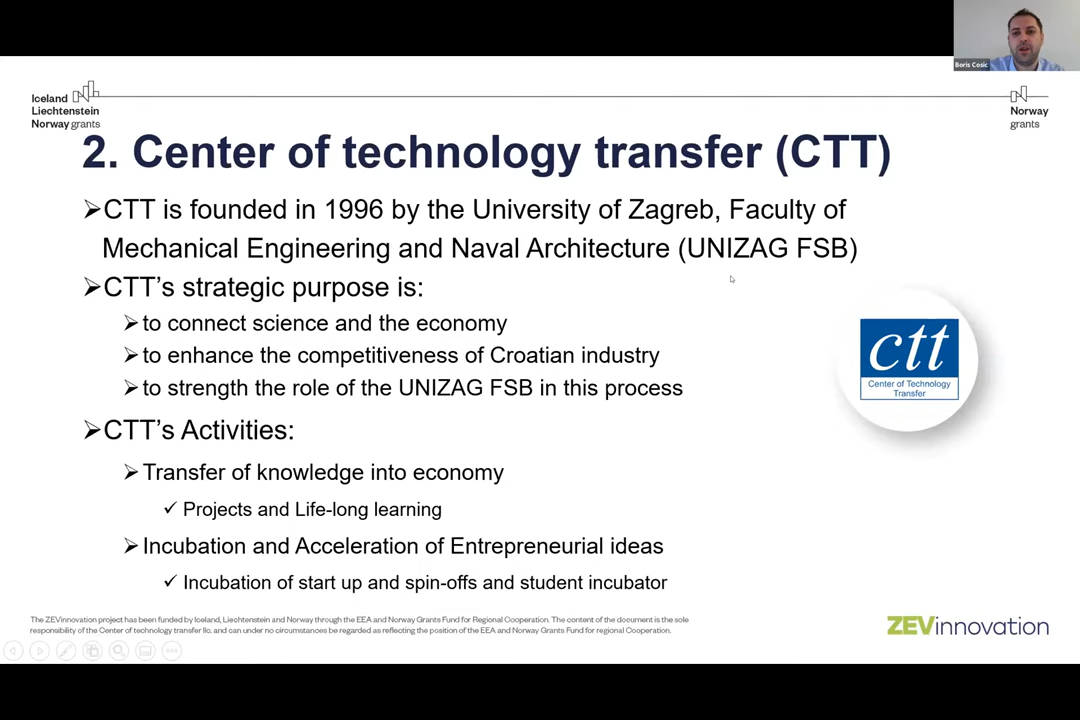 Boris Cosic
Iceland
Liechtenstein
Norway grants
Norway
grants
2. Center of technology transfer (CTT)
➢CTT is founded in 1996 by the University of Zagreb, Faculty of
Mechanical Engineering and Naval Architecture (UNIZAG FSB)
➢CTT’s strategic purpose is:
➢to connect science and the economy
➢to enhance the competitiveness of Croatian industry
➢to strength the role of the UNIZAG FSB in this process
ctt
Center of Technology
Transfer
➢CTT’s Activities:
➢Transfer of knowledge into economy
✓ Projects and Life-long learning
➢Incubation and Acceleration of Entrepreneurial ideas
✓ Incubation of start up and spin-offs and student incubator
The ZEVinnovation project has been funded by Iceland, Liechtenstein and Norway through the EEA and Norway Grants Fund for Regional Cooperation. The content of the document is the sole
responsibility of the Center of technology transfer llc. and can under no circumstances be regarded as reflecting the position of the EEA and Norway Grants Fund for regional Cooperation.
ZEVinnovation